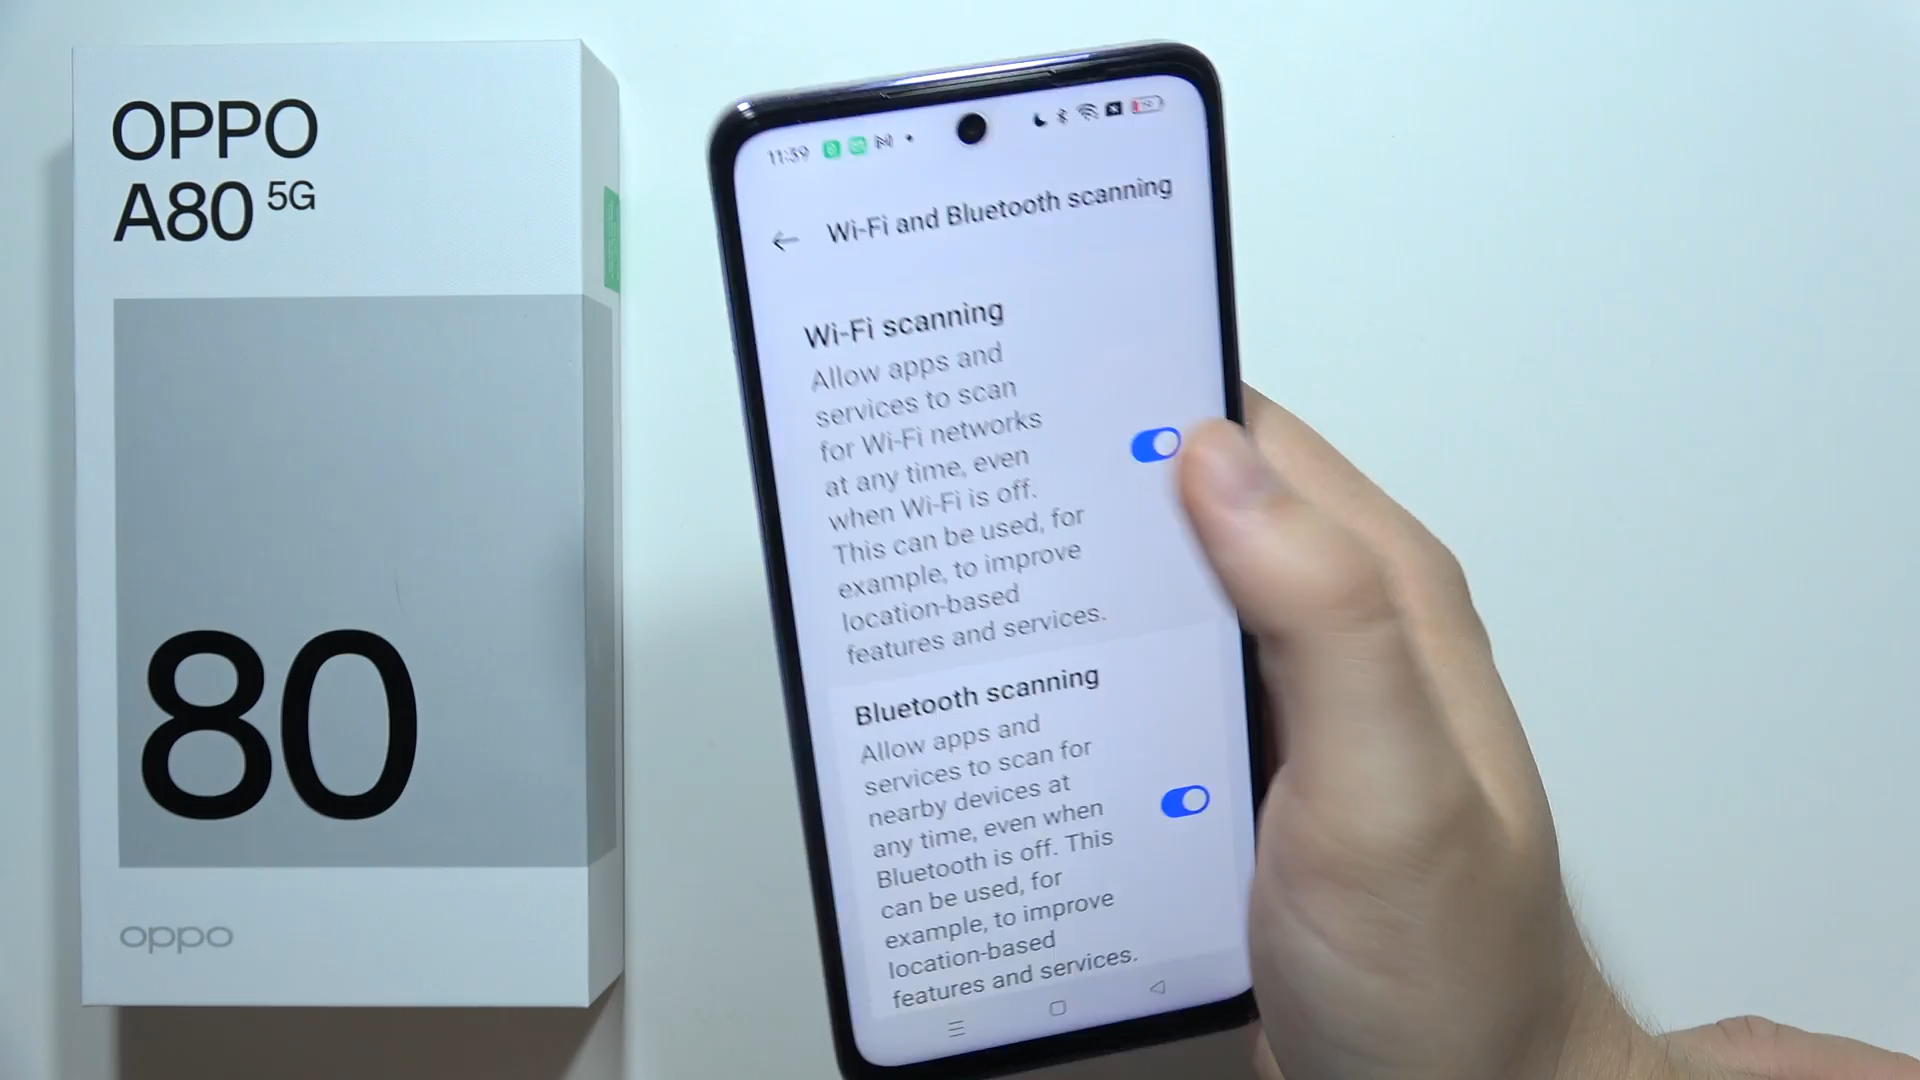 OPPO
A80 5G
80
oppo
11:39
Wi-Fi and Bluetooth scanning
Wi-Fi scanning
Allow apps and
services to scan
for Wi-Fi networks
at any time, even
when Wi-Fi is off.
This can be used, for
example, to improve
location-based
features and services.
Bluetooth scanning
Allow apps and
services to scan for
nearby devices at
any time, even when
Bluetooth is off. This
can be used, for
example, to improve
location-based
features and services.